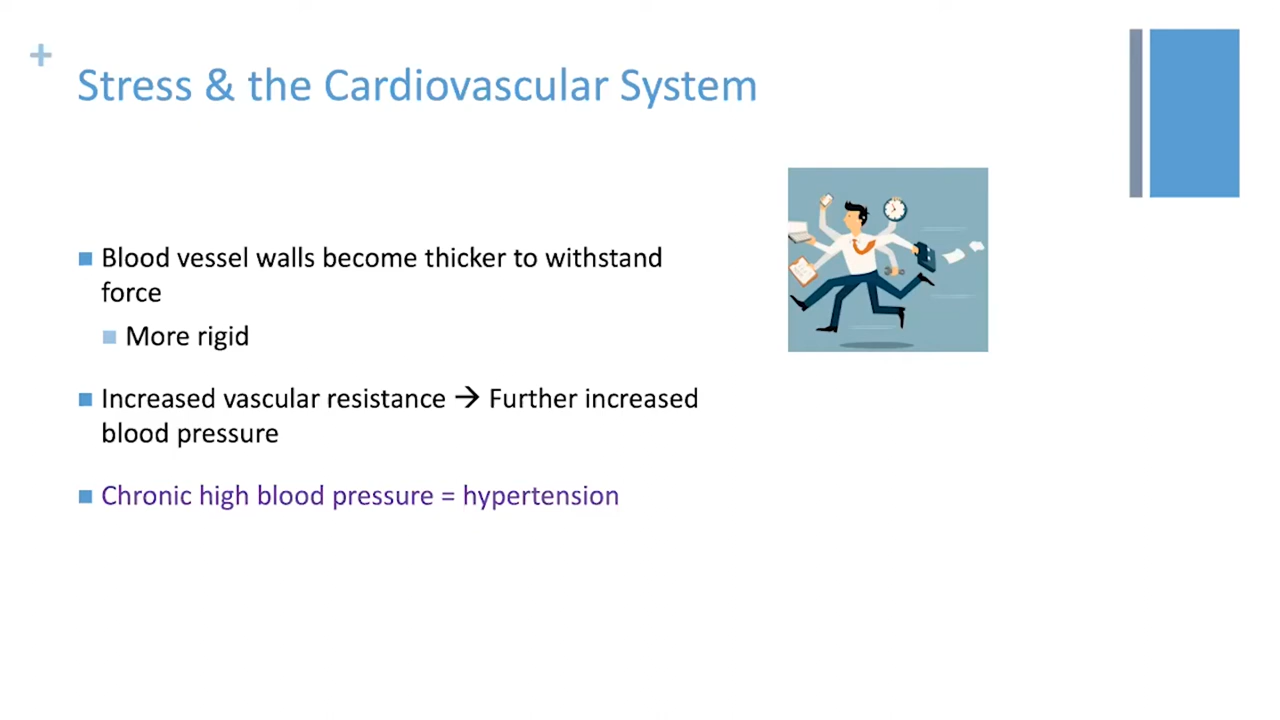 +
Stress & the Cardiovascular System
■ Blood vessel walls become thicker to withstand
force
■ More rigid
■ Increased vascular resistance → Further increased
blood pressure
■ Chronic high blood pressure = hypertension